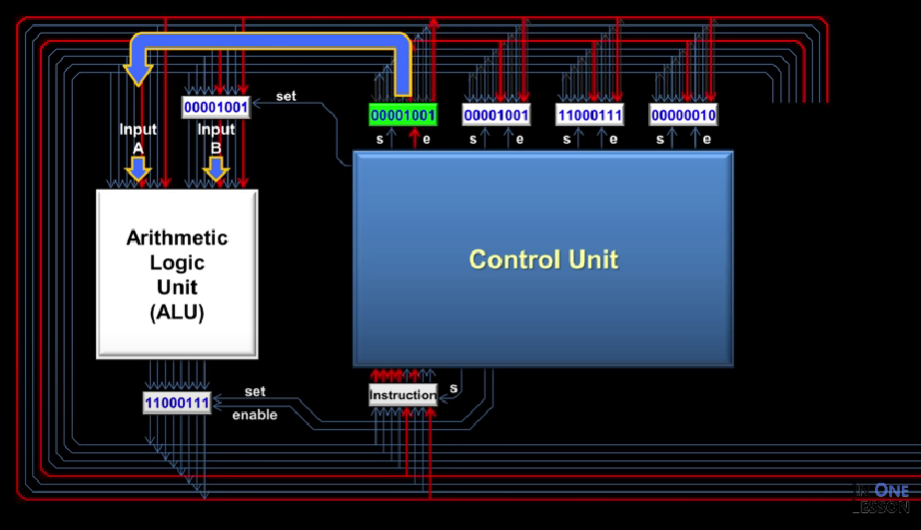 00001001
set
00001001
00001001
11000111
00000010
Input
A
Input
B
s
e
s
e
s
e
s
e
Arithmetic
Logic
Unit
(ALU)
Control Unit
11000111
set
enable
Instruction
s
IN ONE
LESSON